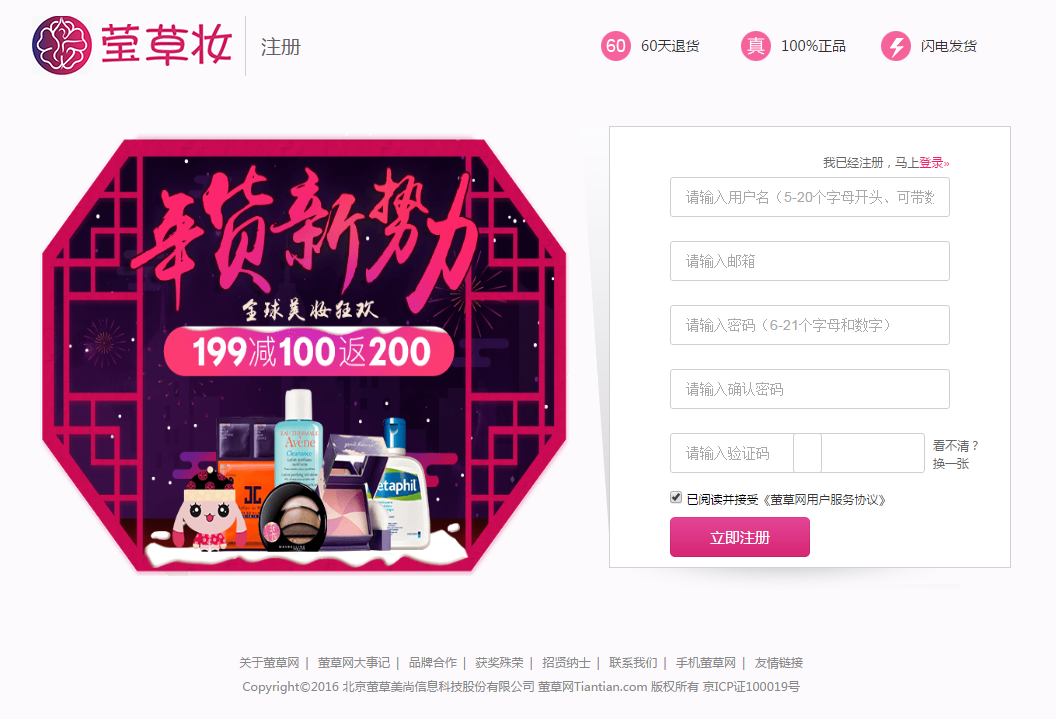 莹草妆
注册
60 60天退货
真 100%正品
闪电发货
年货新势力
全球美妆狂欢
199减100返200
EAU THERMALE
Avène
Cleanance
etaphil
我已经注册，马上登录»
请输入用户名（5-20个字母开头、可带数
请输入邮箱
请输入密码（6-21个字母和数字）
请输入确认密码
请输入验证码
看不清？
换一张
已阅读并接受《萤草网用户服务协议》
立即注册
关于萤草网 | 萤草网大事记 | 品牌合作 | 获奖殊荣 | 招贤纳士 | 联系我们 | 手机萤草网 | 友情链接
Copyright©2016 北京萤草美尚信息科技股份有限公司 萤草网Tiantian.com 版权所有 京ICP证100019号